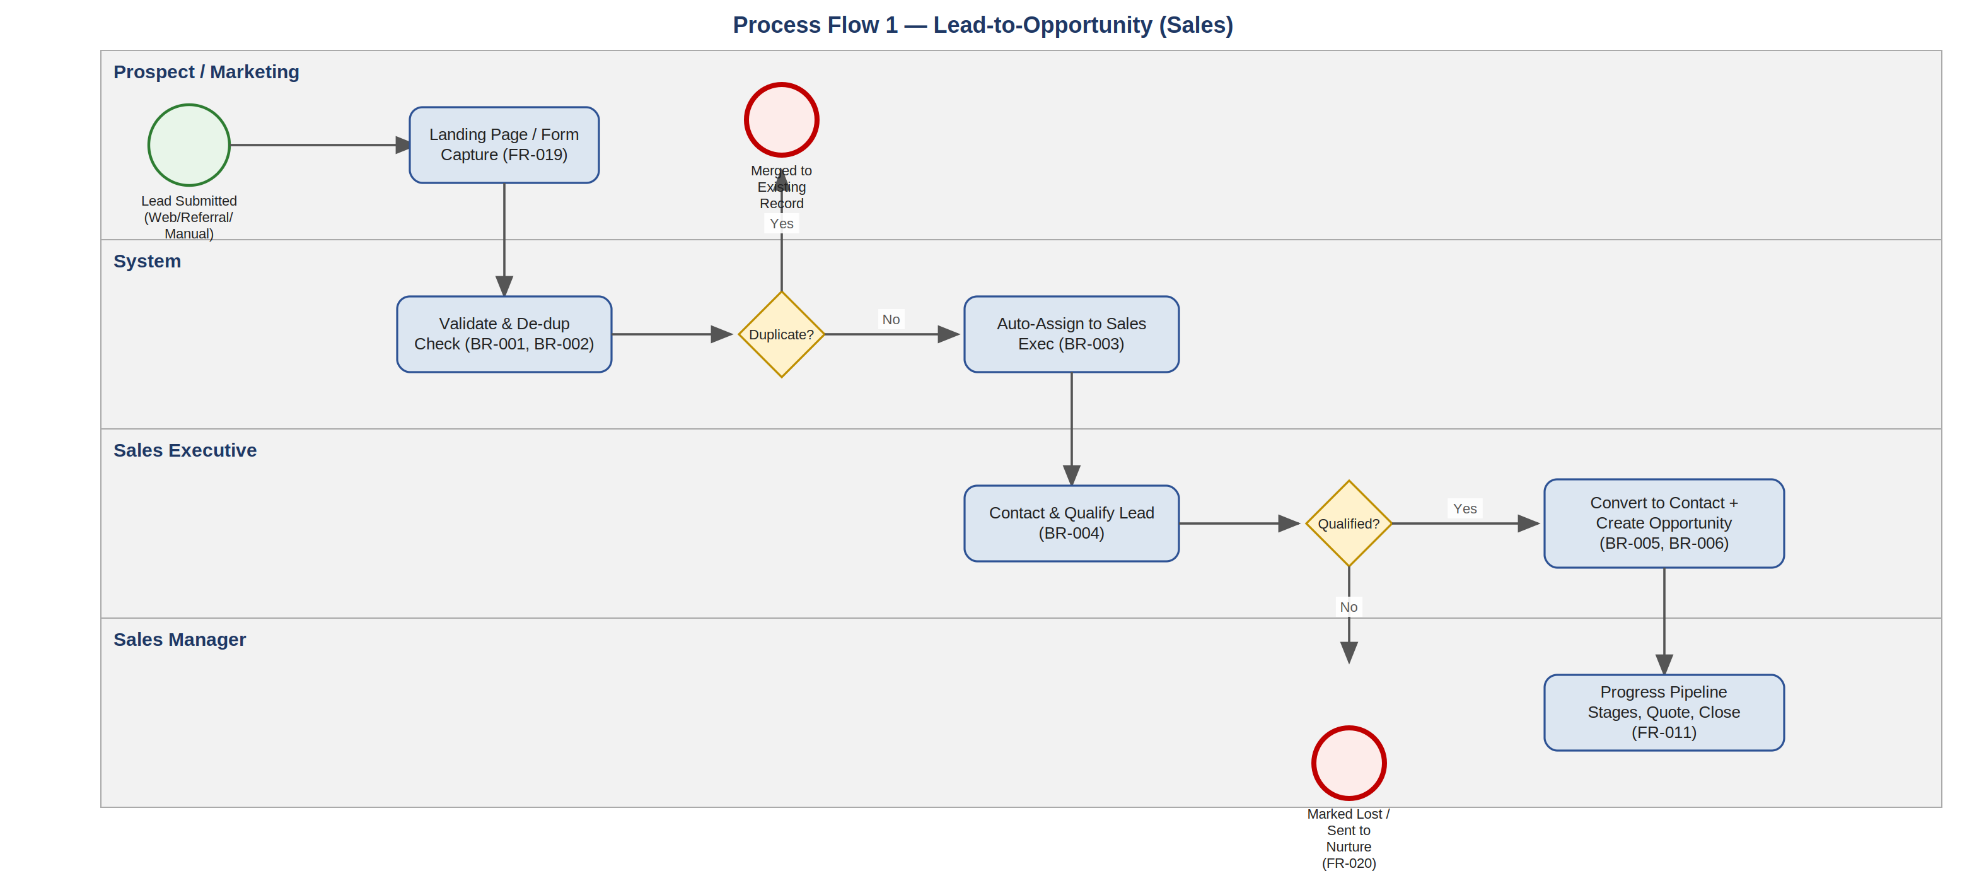 Process Flow 1 — Lead-to-Opportunity (Sales)
Prospect / Marketing
Lead Submitted
(Web/Referral/
Manual)
Landing Page / Form
Capture (FR-019)
Merged to
Existing
Record
Yes
System
Validate & De-dup
Check (BR-001, BR-002)
Duplicate?
No
Auto-Assign to Sales
Exec (BR-003)
Sales Executive
Contact & Qualify Lead
(BR-004)
Qualified?
Yes
Convert to Contact +
Create Opportunity
(BR-005, BR-006)
No
Sales Manager
Progress Pipeline
Stages, Quote, Close
(FR-011)
Marked Lost /
Sent to
Nurture
(FR-020)